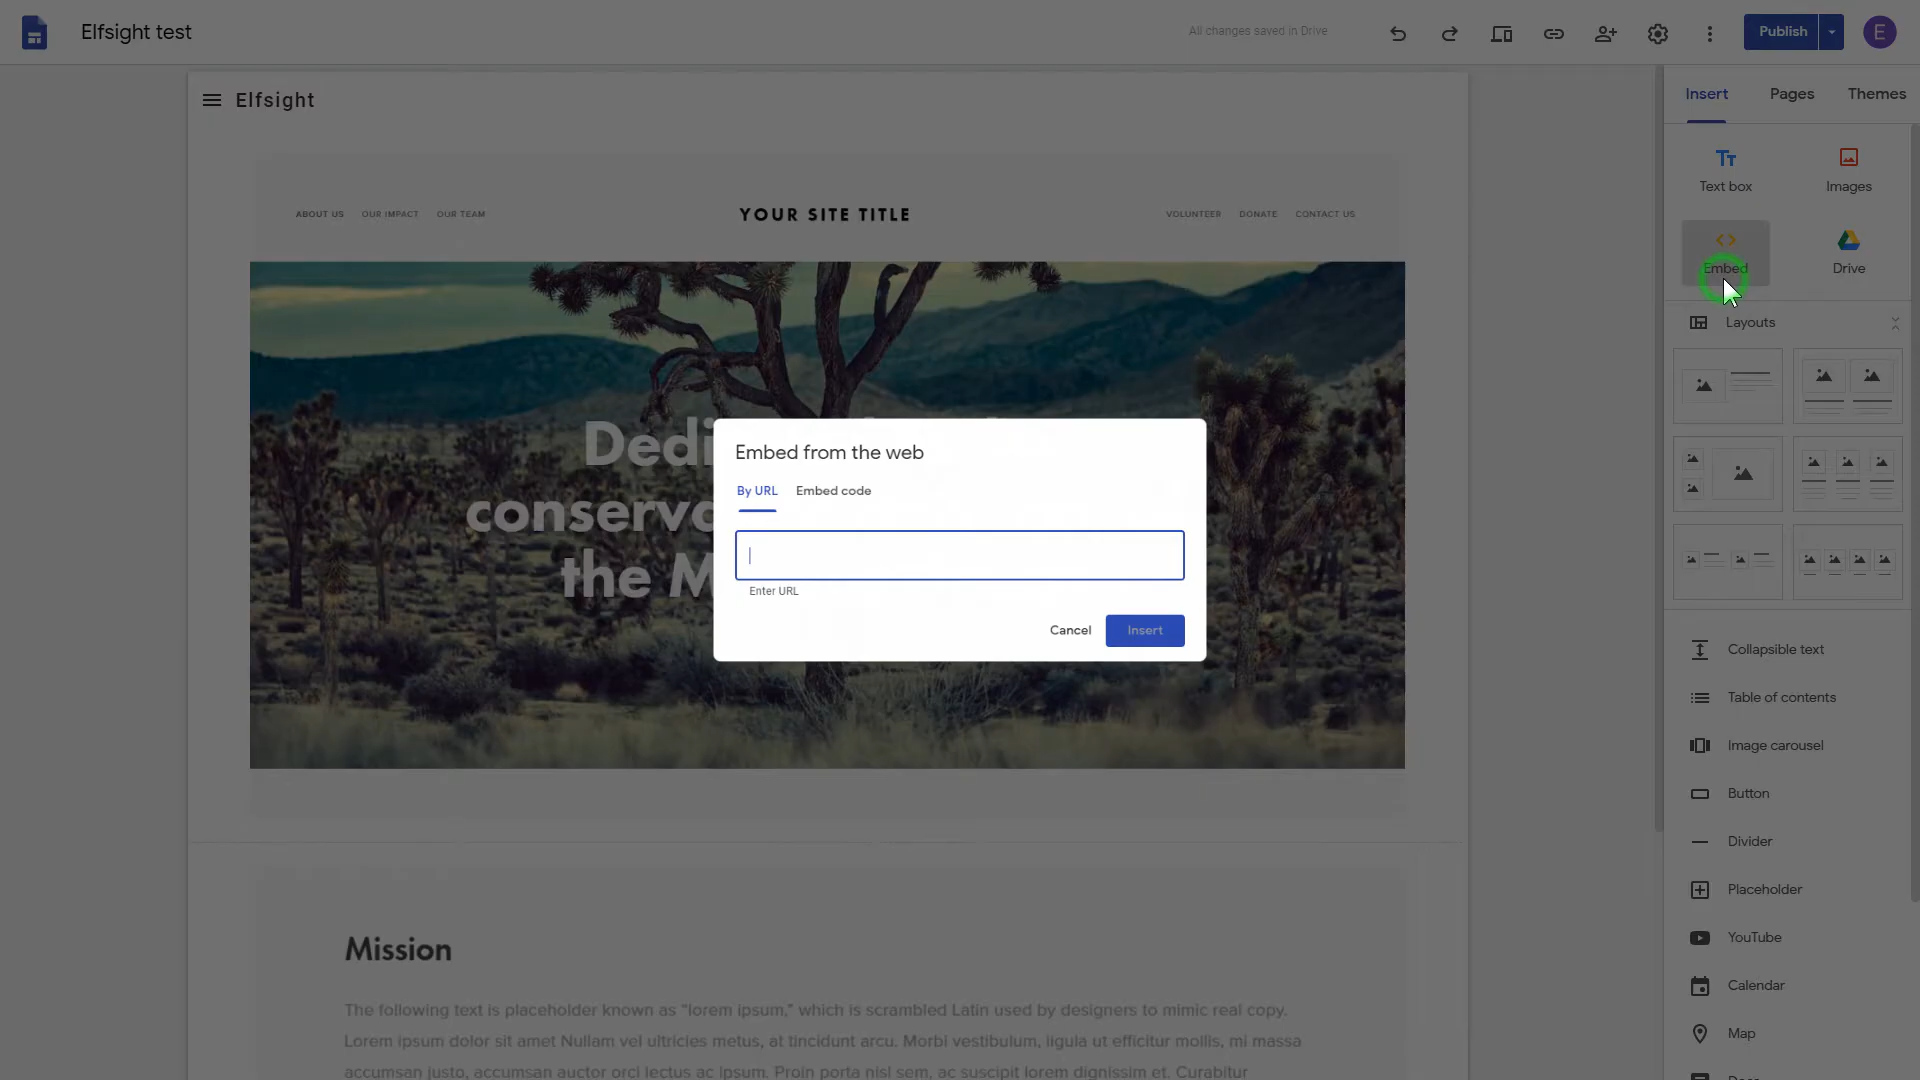 Elfsight test
All changes saved in Drive
Publish
E
Elfsight
Insert
Pages
Themes
Text box
Images
Embed
Drive
Layouts
ABOUT US
OUR IMPACT
OUR TEAM
YOUR SITE TITLE
VOLUNTEER
DONATE
CONTACT US
Dedi
conserv
the M
Embed from the web
By URL
Embed code
Enter URL
Cancel
Insert
Collapsible text
Table of contents
Image carousel
Button
Divider
Placeholder
YouTube
Calendar
Map
Mission
The following text is placeholder known as “lorem ipsum,” which is scrambled Latin used by designers to mimic real copy.
Lorem ipsum dolor sit amet Nullam vel ultricies metus, at tincidunt arcu. Morbi vestibulum, ligula ut efficitur mollis, mi massa
accumsan justo, accumsan auctor orci lectus ac ipsum. Proin porta nisl sem, ac suscipit lorem dignissim et. Curabitur